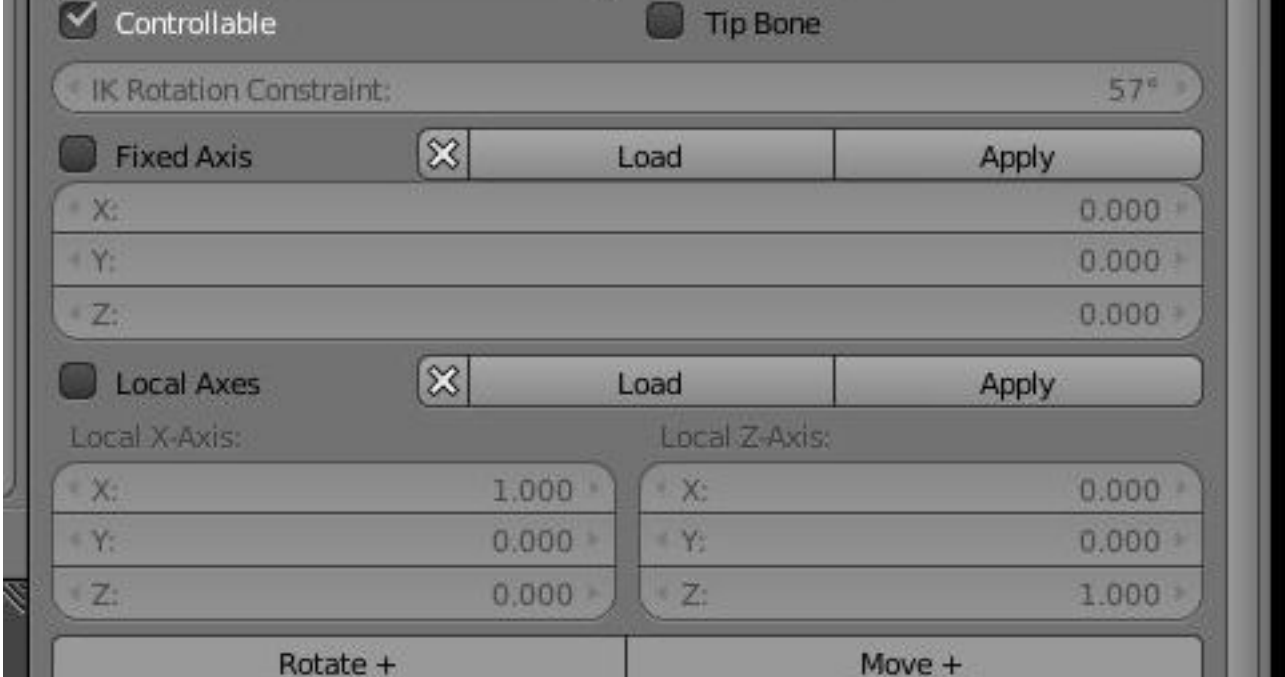 Controllable Tip Bone
IK Rotation Constraint: 57°
Fixed Axis Load Apply
X: 0.000
Y: 0.000
Z: 0.000
Local Axes Load Apply
Local X-Axis: Local Z-Axis:
X: 1.000 X: 0.000
Y: 0.000 Y: 0.000
Z: 0.000 Z: 1.000
Rotate + Move +